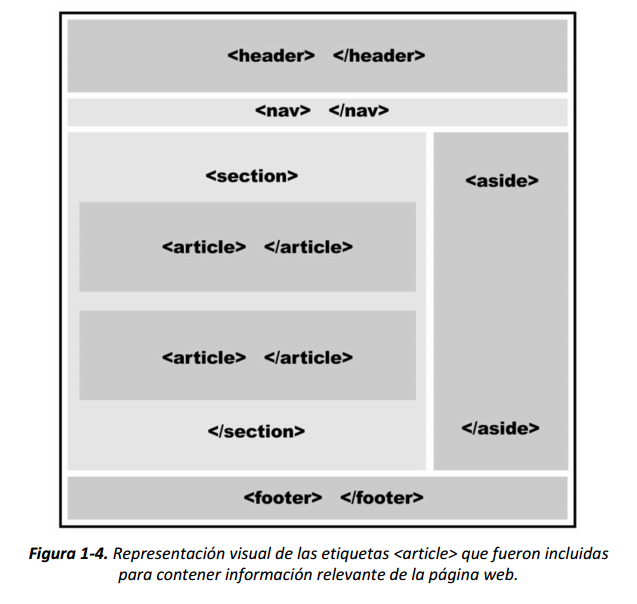 <header> </header>
<nav> </nav>
<section>
<aside>
<article> </article>
<article> </article>
</section>
</aside>
<footer> </footer>
Figura 1-4. Representación visual de las etiquetas <article> que fueron incluidas
para contener información relevante de la página web.